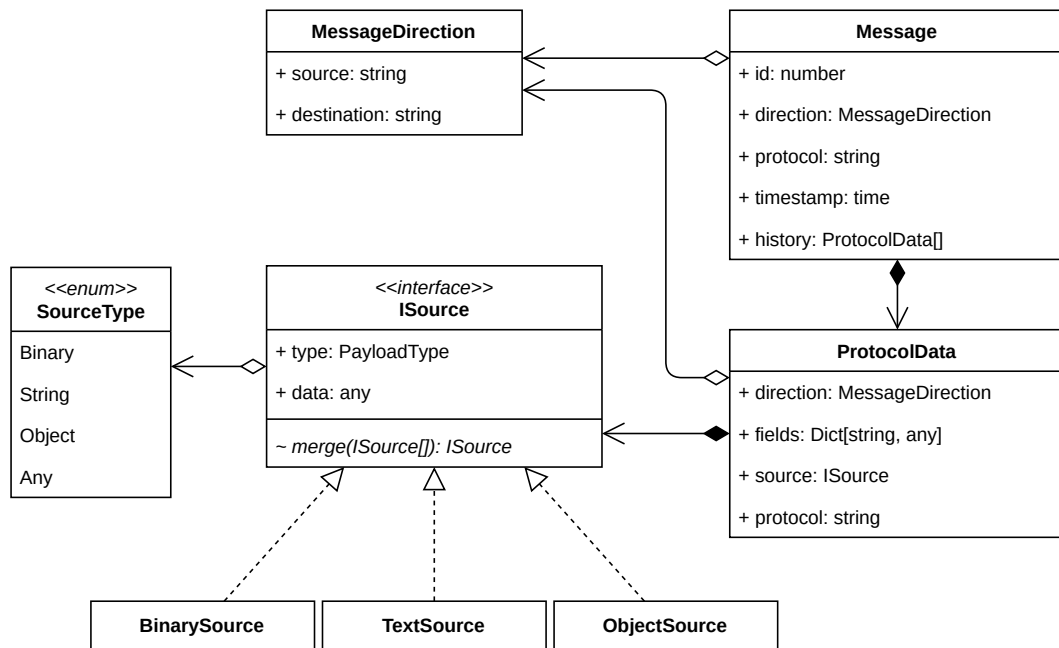 MessageDirection
+ source: string
+ destination: string
Message
+ id: number
+ direction: MessageDirection
+ protocol: string
+ timestamp: time
+ history: ProtocolData[]
<<enum>>
SourceType
Binary
String
Object
Any
<<interface>>
ISource
+ type: PayloadType
+ data: any
~ merge(ISource[]): ISource
ProtocolData
+ direction: MessageDirection
+ fields: Dict[string, any]
+ source: ISource
+ protocol: string
BinarySource
TextSource
ObjectSource